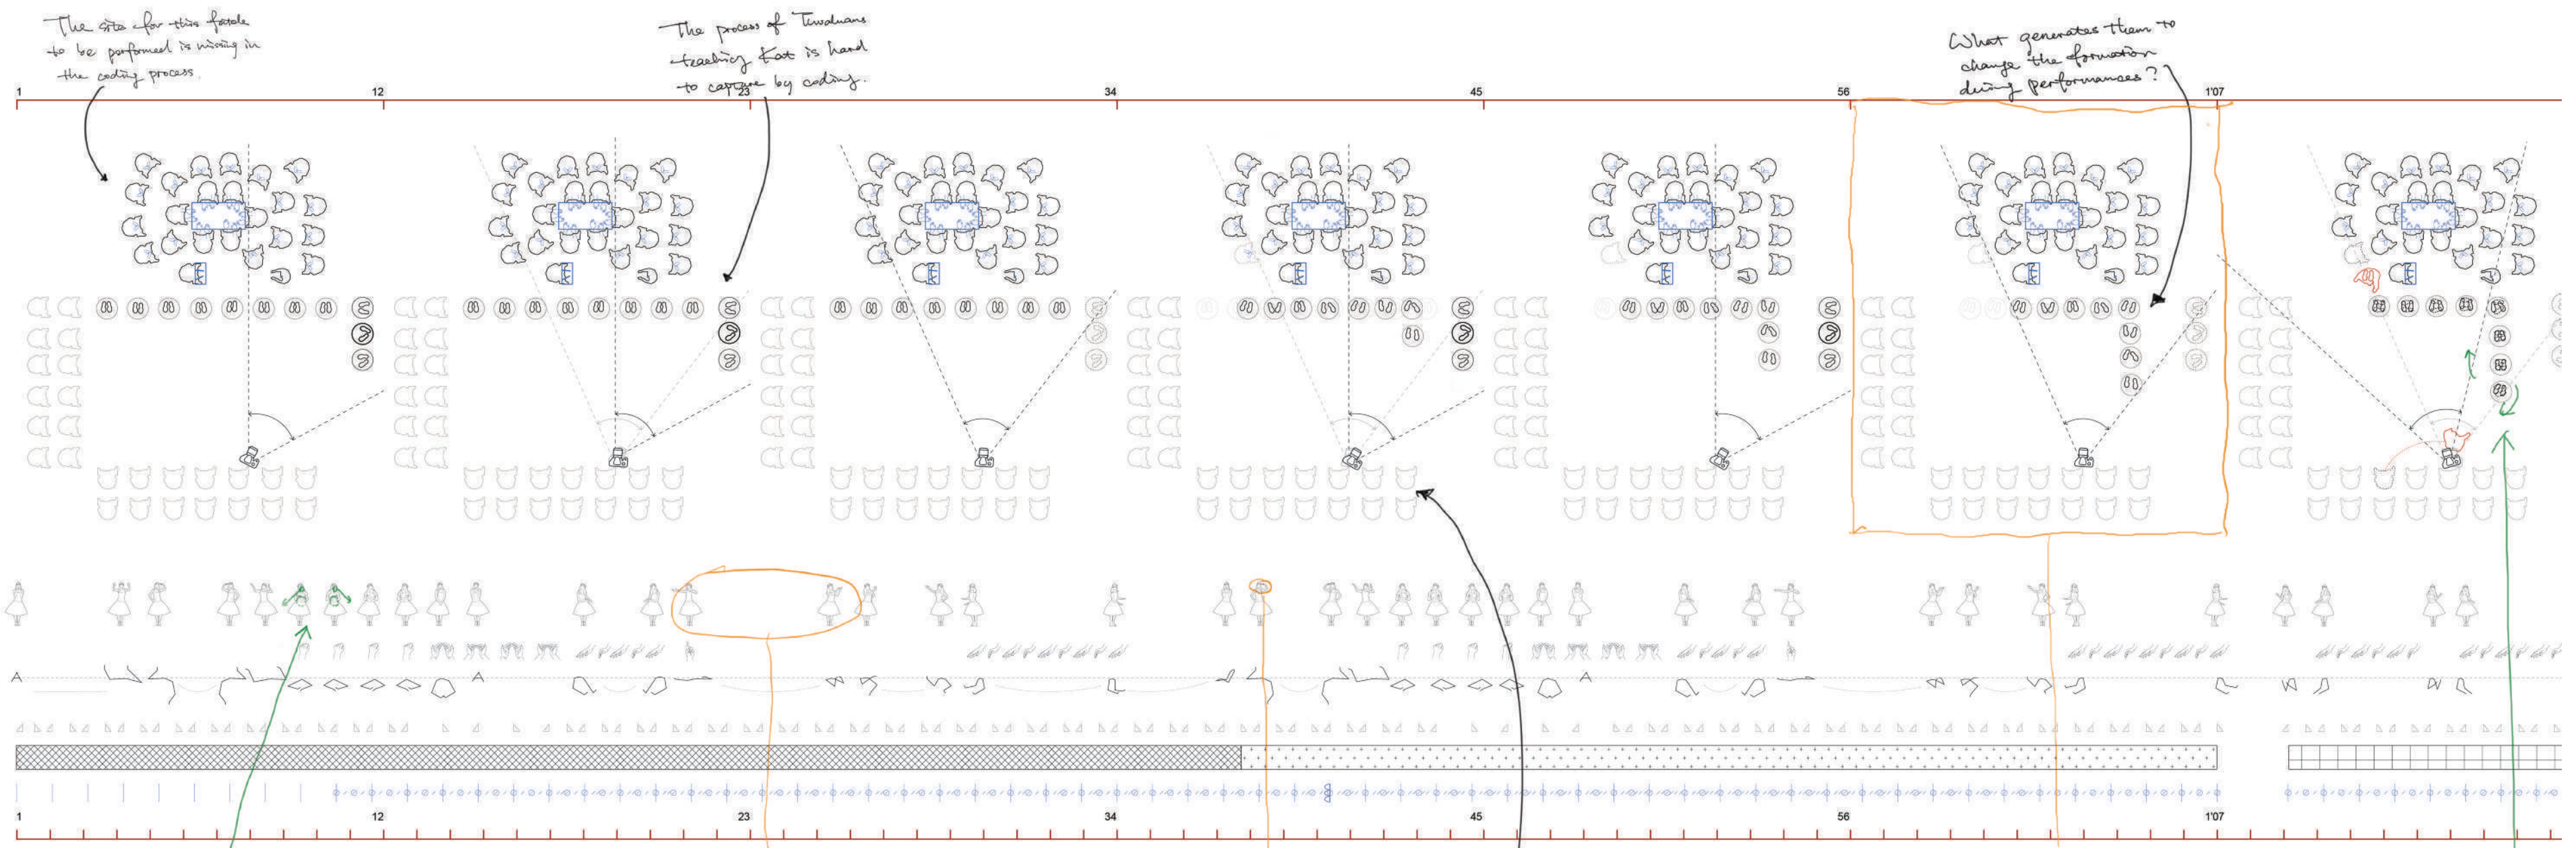 The site for this fatele
to be performed is missing in
the coding process.
The process of Tuvaluans
teaching Kat is hard
to capture by coding.
What generates them to
change the formation
during performances?
1 12 23 34 45 56 1'07
1 12 23 34 45 56 1'07